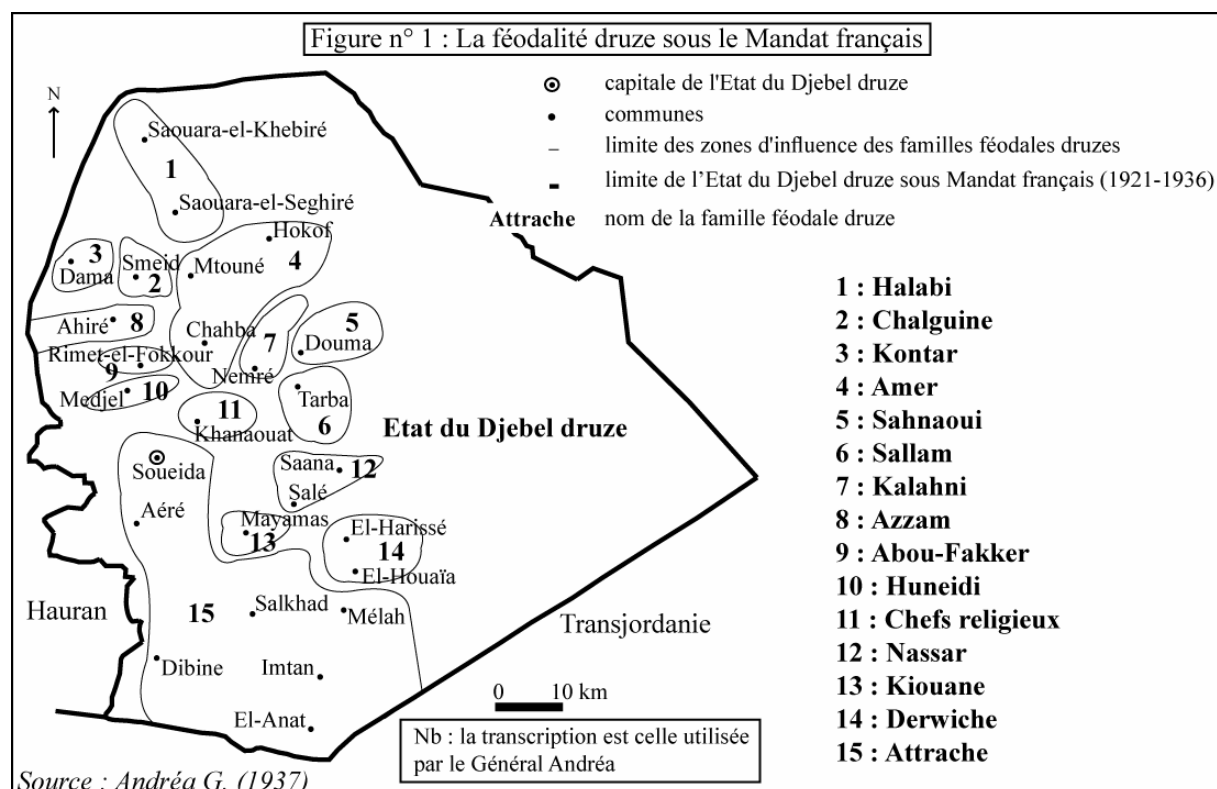 Figure n° 1 : La féodalité druze sous le Mandat français
N
capitale de l'Etat du Djebel druze
communes
limite des zones d'influence des familles féodales druzes
limite de l'Etat du Djebel druze sous Mandat français (1921-1936)
Attrache nom de la famille féodale druze
Saouara-el-Khebiré
1
Saouara-el-Seghiré
Hokof
3
Dama
Smeid
2
Mtouné
4
Ahiré
8
Chahba
7
5
Douma
Rimet-el-Fokkour
9
Nemré
Medjel
10
Tarba
6
11
Khanaouat
Etat du Djebel druze
Soueida
Saana
12
Salé
Aéré
Mayamas
13
El-Harissé
14
El-Houaïa
Hauran
15
Salkhad
Mélah
Transjordanie
Dibine
Imtan
El-Anat
0 10 km
1 : Halabi
2 : Chalguine
3 : Kontar
4 : Amer
5 : Sahnaoui
6 : Sallam
7 : Kalahni
8 : Azzam
9 : Abou-Fakker
10 : Huneidi
11 : Chefs religieux
12 : Nassar
13 : Kiouane
14 : Derwiche
15 : Attrache
Nb : la transcription est celle utilisée
par le Général Andréa
Source : Andréa G. (1937)